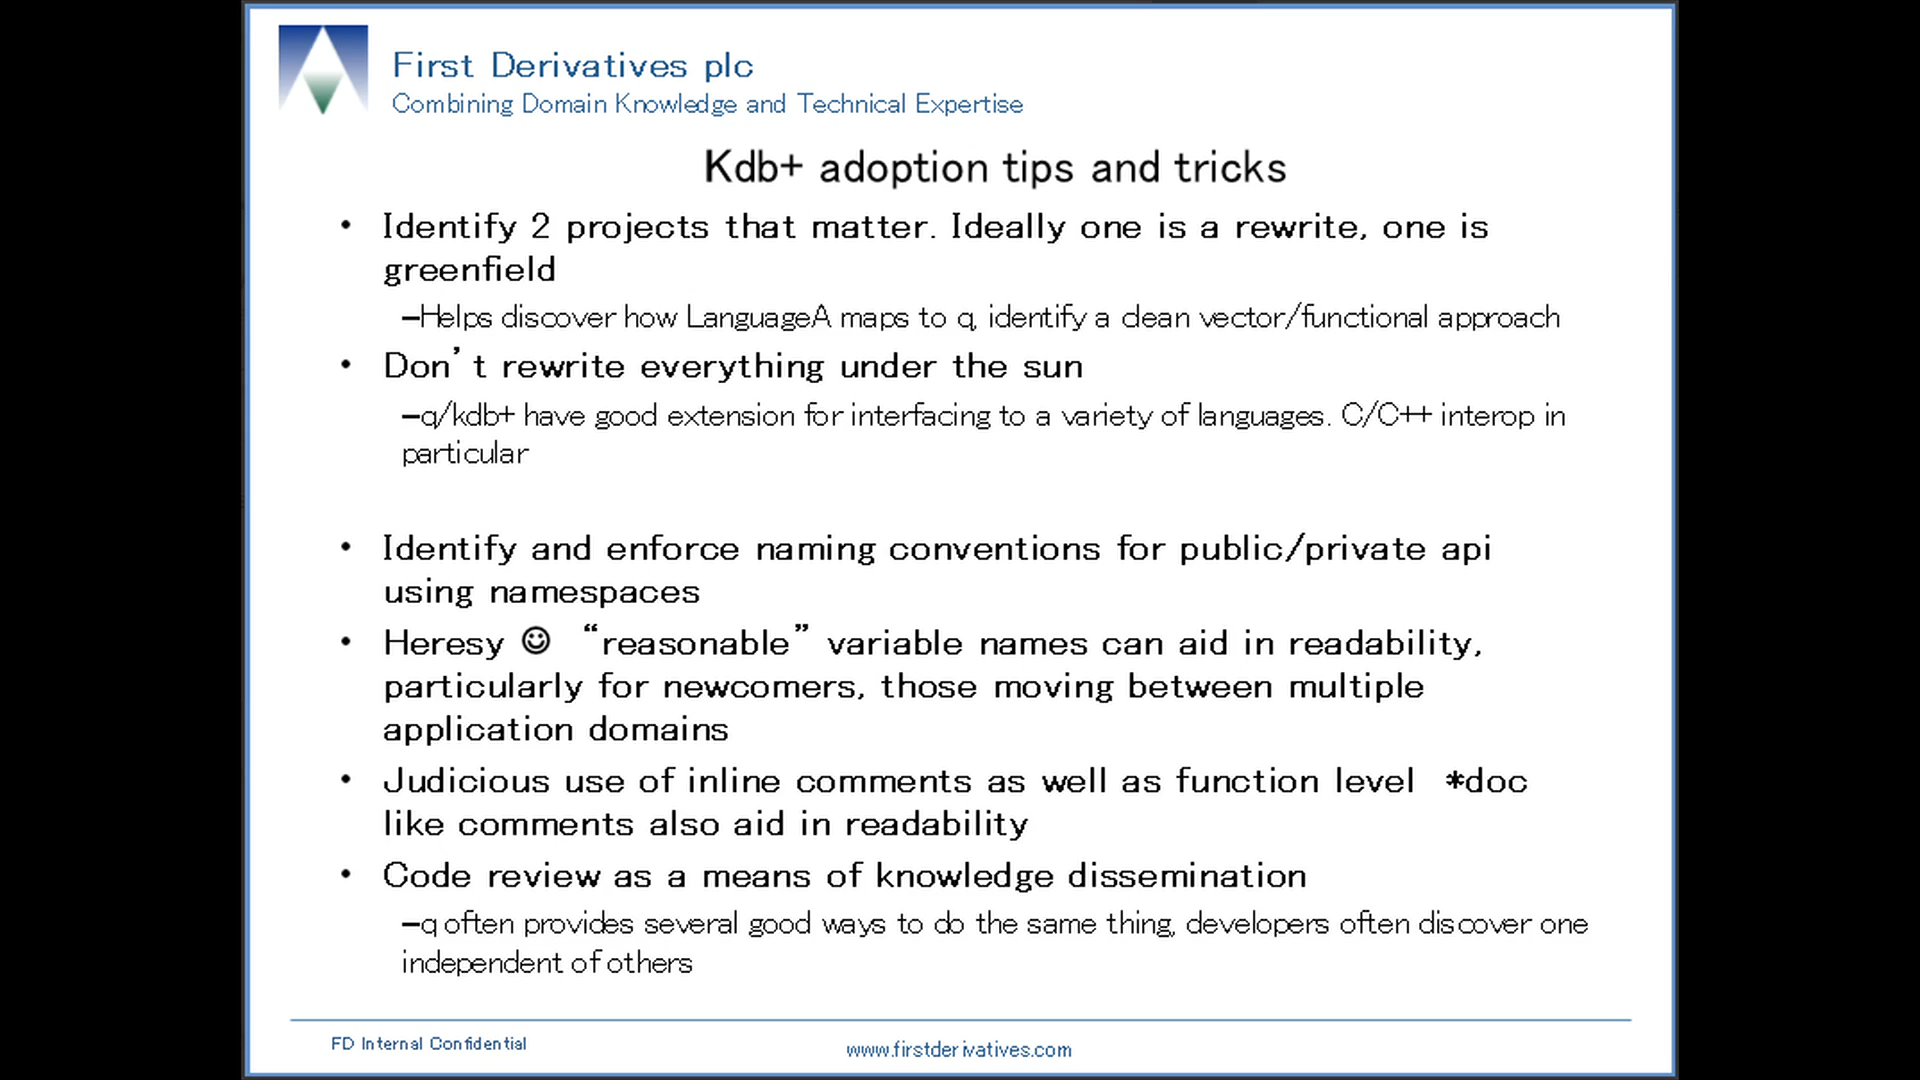 First Derivatives plc
Combining Domain Knowledge and Technical Expertise
Kdb+ adoption tips and tricks
• Identify 2 projects that matter. Ideally one is a rewrite, one is
greenfield
–Helps discover how LanguageA maps to q, identify a clean vector/functional approach
• Don’t rewrite everything under the sun
–q/kdb+ have good extension for interfacing to a variety of languages. C/C++ interop in
particular
• Identify and enforce naming conventions for public/private api
using namespaces
• Heresy ☺ “reasonable” variable names can aid in readability,
particularly for newcomers, those moving between multiple
application domains
• Judicious use of inline comments as well as function level *doc
like comments also aid in readability
• Code review as a means of knowledge dissemination
–q often provides several good ways to do the same thing, developers often discover one
independent of others
FD Internal Confidential
www.firstderivatives.com